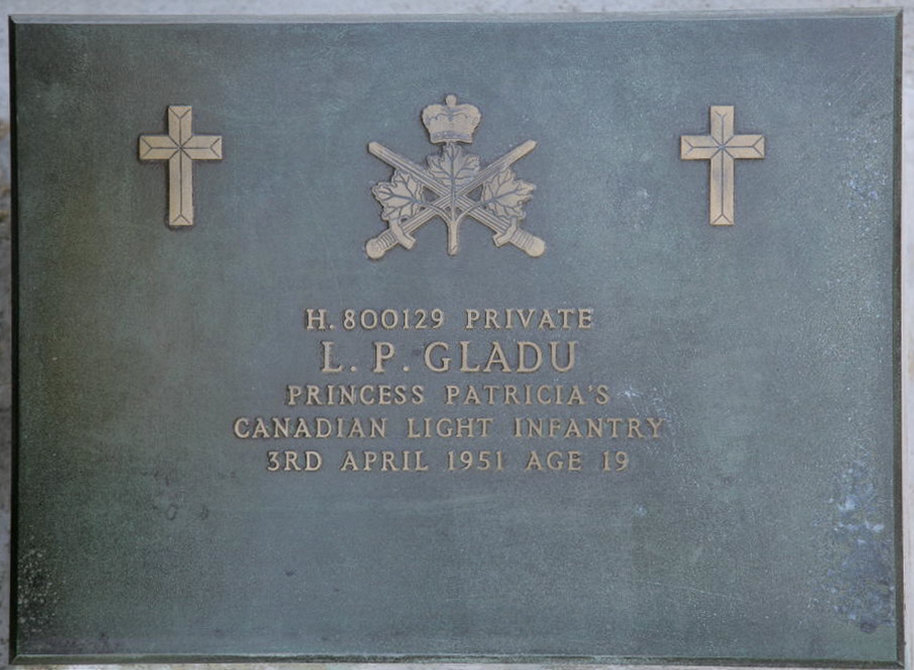 H. 800129 PRIVATE
L. P. GLADU
PRINCESS PATRICIA'S
CANADIAN LIGHT INFANTRY
3RD APRIL 1951 AGE 19